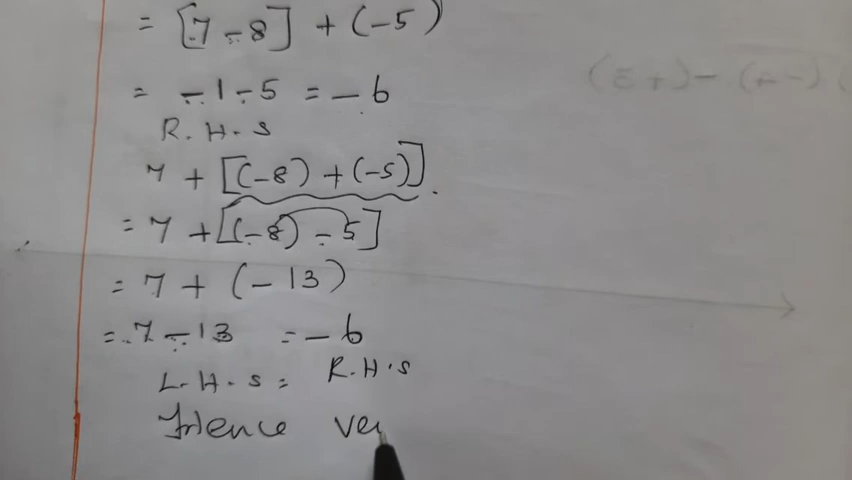 = [7 - 8] + (-5)
= -1 - 5 = - 6
R.H.S
7 + [(-8) + (-5)].
= 7 + [(-8) - 5]
= 7 + (-13)
= 7 - 13 = - 6
L.H.S = R.H.S
Hence ver